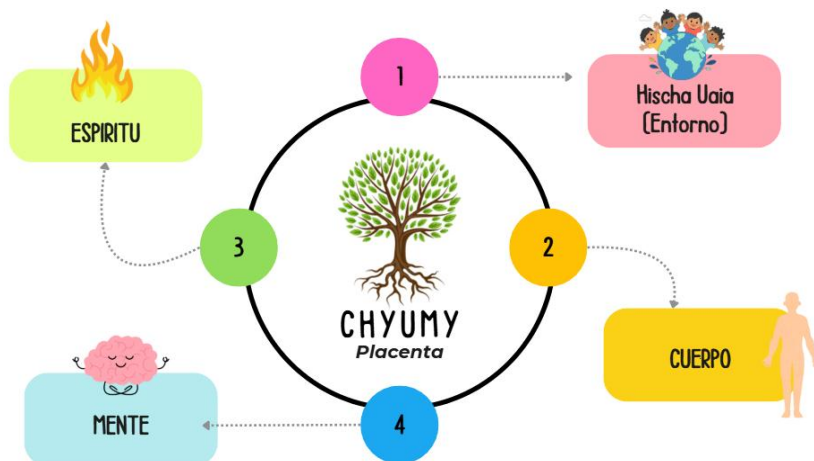 1
Hischa Uaia
(Entorno)
ESPIRITU
3
2
CHYUMY
Placenta
CUERPO
MENTE
4